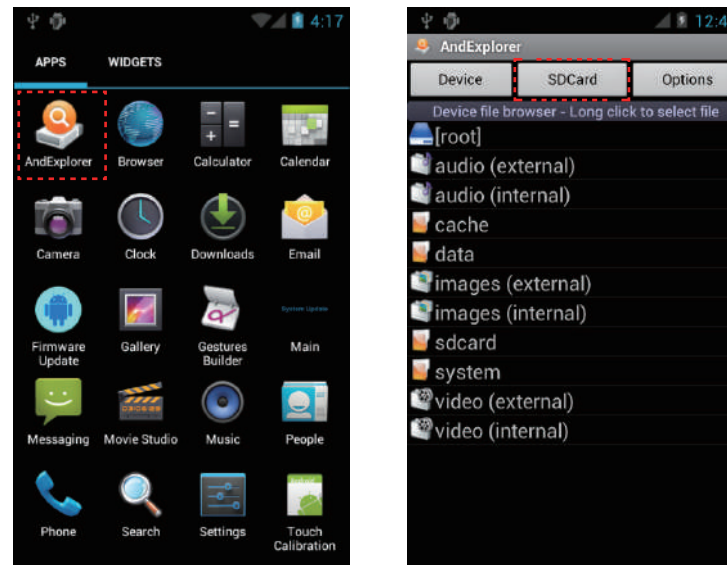 4:17
APPS WIDGETS
AndExplorer Browser Calculator Calendar
Camera Clock Downloads Email
System Update
Firmware Update Gallery Gestures Builder Main
Messaging Movie Studio Music People
Phone Search Settings Touch Calibration
12:4
AndExplorer
Device SDCard Options
Device file browser - Long click to select file
[root]
audio (external)
audio (internal)
cache
data
images (external)
images (internal)
sdcard
system
video (external)
video (internal)